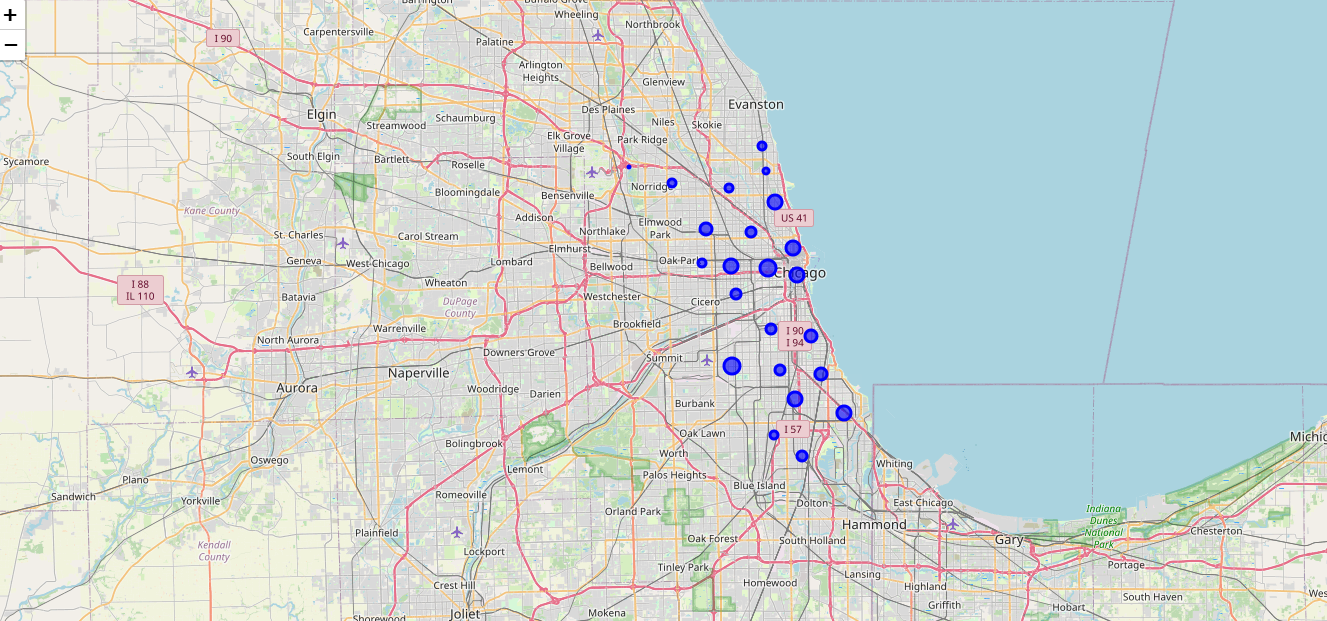 +
−
Barrington
Buffalo Grove
Wheeling
Northbrook
Carpentersville
I 90
Palatine
Arlington
Heights
Glenview
Evanston
Elgin
Streamwood
Schaumburg
Des Plaines
Niles
Skokie
Elk Grove
Village
Park Ridge
South Elgin
Bartlett
Roselle
Sycamore
Norridge
Bloomingdale
Bensenville
Kane County
Addison
Elmwood
Park
US 41
St. Charles
Carol Stream
Northlake
Elmhurst
Geneva
West Chicago
Lombard
Bellwood
Oak Park
Chicago
I 88
IL 110
Wheaton
Batavia
DuPage
County
Westchester
Cicero
Warrenville
Brookfield
I 90
I 94
North Aurora
Downers Grove
Summit
Naperville
Aurora
Woodridge
Darien
Burbank
I 57
Oak Lawn
Bolingbrook
Michig
Oswego
Lemont
Worth
Whiting
Plano
Palos Heights
Blue Island
Sandwich
Yorkville
Romeoville
Dolton
East Chicago
Orland Park
Hammond
Indiana
Dunes
National
Park
Plainfield
Chesterton
Kendall
County
Lockport
Oak Forest
South Holland
Gary
Tinley Park
Portage
Crest Hill
Homewood
Lansing
Highland
South Haven
Wes
Joliet
Mokena
Griffith
Hobart
Shorewood